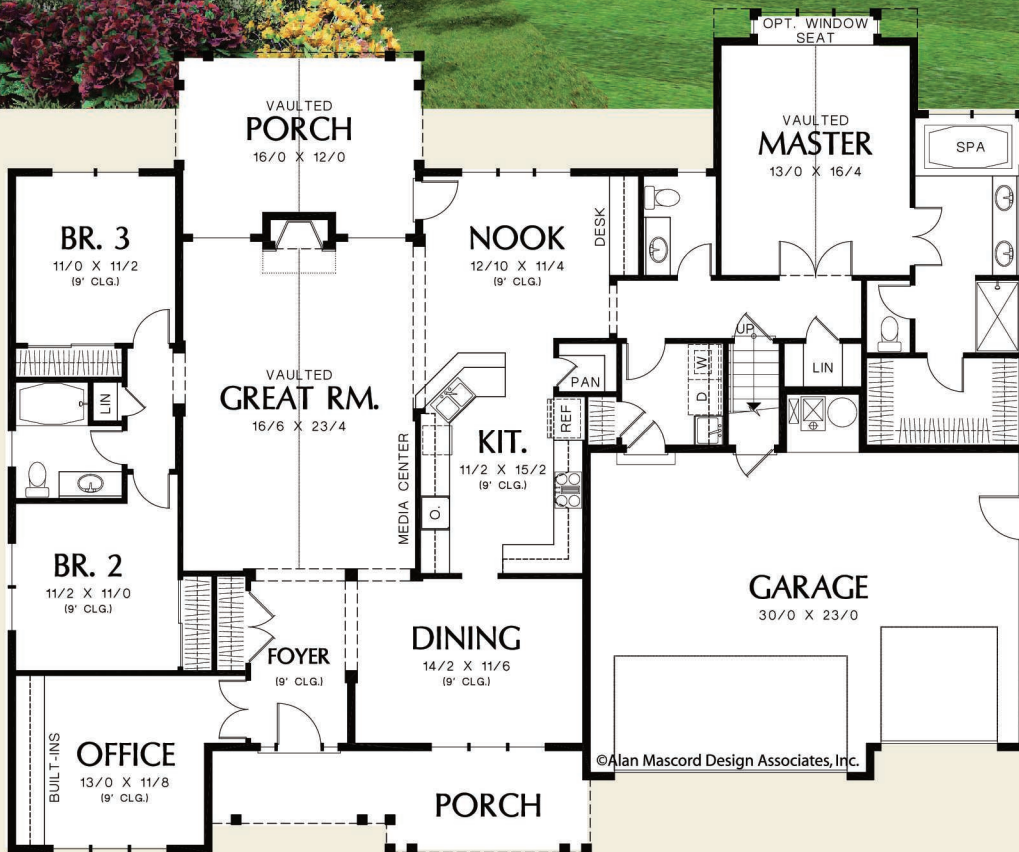 OPT. WINDOW
SEAT
VAULTED
PORCH
16/0 X 12/0
VAULTED
MASTER
13/0 X 16/4
SPA
BR. 3
11/0 X 11/2
(9' CLG.)
NOOK
12/10 X 11/4
(9' CLG.)
DESK
UP
LIN
VAULTED
GREAT RM.
16/6 X 23/4
MEDIA CENTER
LIN
PAN
REF
KIT.
11/2 X 15/2
(9' CLG.)
O.
D
W
BR. 2
11/2 X 11/0
(9' CLG.)
GARAGE
30/0 X 23/0
FOYER
(9' CLG.)
DINING
14/2 X 11/6
(9' CLG.)
BUILT-INS
OFFICE
13/0 X 11/8
(9' CLG.)
PORCH
©Alan Mascord Design Associates, Inc.